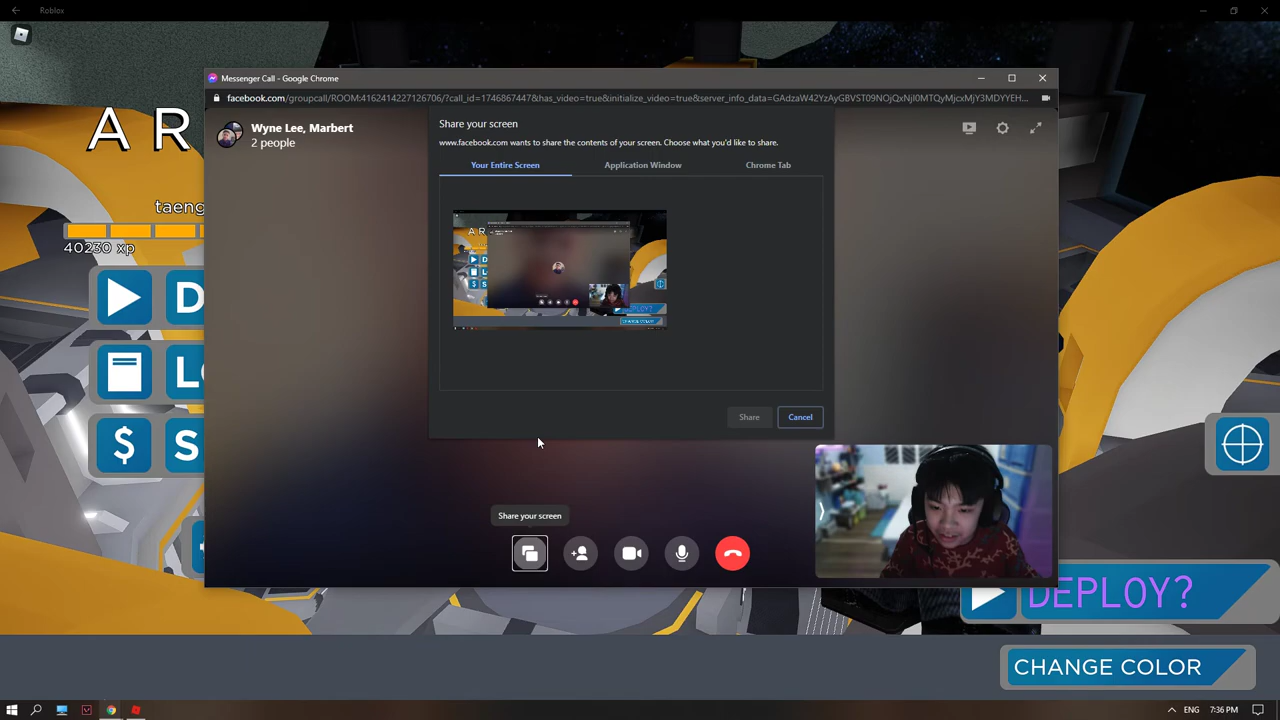 Roblox
Messenger Call - Google Chrome
facebook.com/groupcall/ROOM:4162414227126706/?call_id=1746867447&has_video=true&initialize_video=true&server_info_data=
Wyne Lee, Marbert
2 people
Share your screen
www.facebook.com wants to share the contents of your screen. Choose what you'd like to share.
Your Entire Screen
Application Window
Chrome Tab
A R
taeng
40230 xp
D
L
$
S
Share
Cancel
Share your screen
DEPLOY?
CHANGE COLOR
ENG
7:36 PM